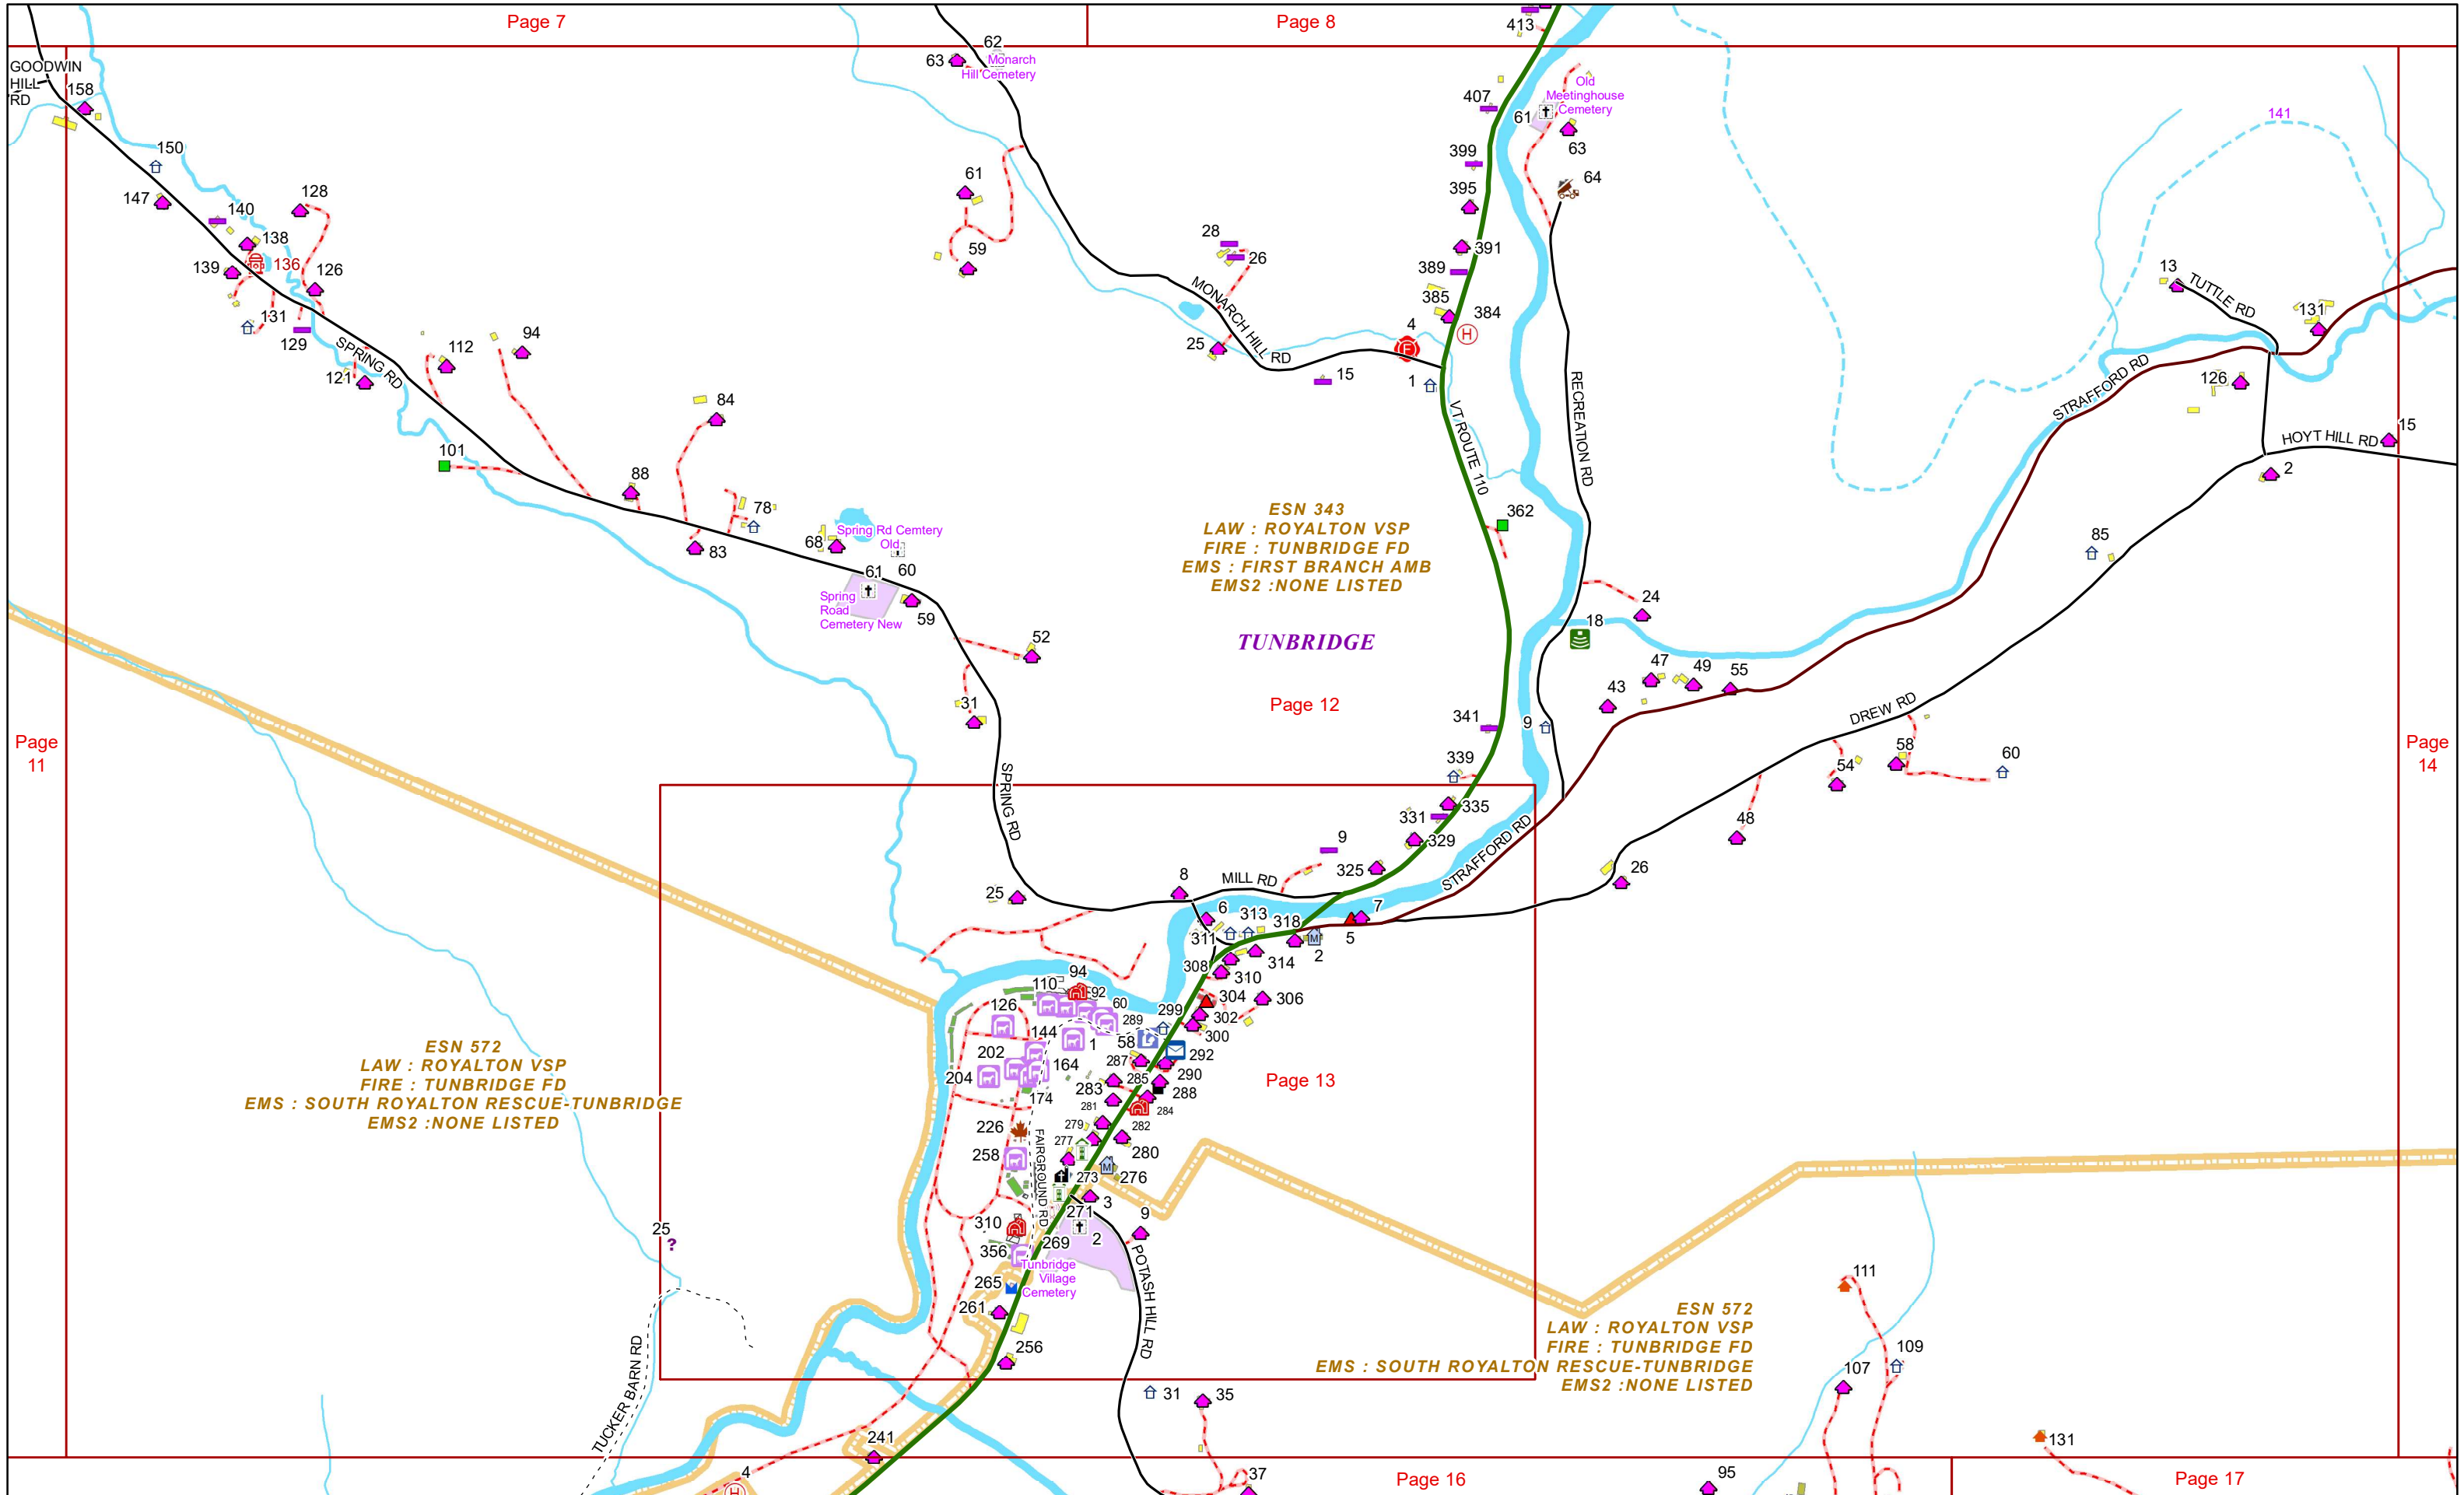 Page 7
Page 8
413
62
63
Monarch
Hill Cemetery
GOODWIN
HILL
RD
158
Old
Meetinghouse
Cemetery
407
61
63
141
150
147
128
399
64
61
395
140
138
139
136
126
59
28
26
391
389
13
TUTTLE RD
385
384
131
131
129
SPRING RD
121
112
94
MONARCH HILL RD
25
15
4
1
RECREATION RD
STRAFFORD RD
126
15
HOYT HILL RD
2
84
VT ROUTE 110
101
88
78
83
68
Spring Rd Cemtery
Old
61
60
Spring
Road
Cemetery New
59
362
ESN 343
LAW : ROYALTON VSP
FIRE : TUNBRIDGE FD
EMS : FIRST BRANCH AMB
EMS2 :NONE LISTED
85
24
18
52
TUNBRIDGE
47
49
55
43
31
Page 12
341
9
DREW RD
Page
11
Page
14
339
58
60
54
SPRING RD
335
331
329
48
9
325
STRAFFORD RD
26
25
8
MILL RD
6
313
318
7
311
5
2
314
308
310
94
110
92
304
306
126
60
299
302
289
300
144
58
1
202
292
164
287
290
204
285
283
288
Page 13
174
281
284
279
282
226
277
280
258
FAIRGROUND RD
273
276
3
271
310
9
269
2
356
Tunbridge
Village
Cemetery
265
261
POTASH HILL RD
256
ESN 572
LAW : ROYALTON VSP
FIRE : TUNBRIDGE FD
EMS : SOUTH ROYALTON RESCUE-TUNBRIDGE
EMS2 :NONE LISTED
25
?
TUCKER BARN RD
111
ESN 572
LAW : ROYALTON VSP
FIRE : TUNBRIDGE FD
EMS : SOUTH ROYALTON RESCUE-TUNBRIDGE
EMS2 :NONE LISTED
109
107
31
35
241
131
4
37
Page 16
95
Page 17
H
H
F
M
M